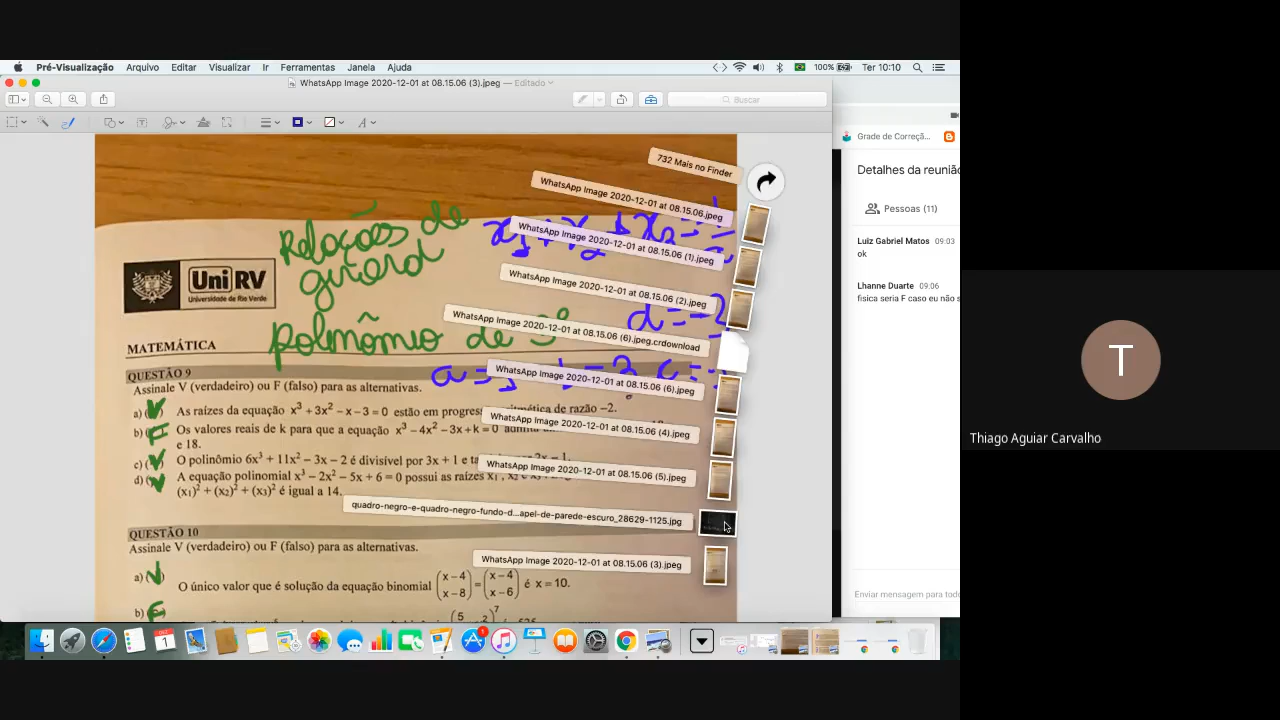 Pré-Visualização Arquivo Editar Visualizar Ir Ferramentas Janela Ajuda 100% Ter 10:10
WhatsApp Image 2020-12-01 at 08.15.06 (3).jpeg — Editado
Buscar
Grade de Correçã...
Detalhes da reunião
Pessoas (11)
Luiz Gabriel Matos 09:03
ok
Lhanne Duarte 09:06
fisica seria F caso eu não s
Enviar mensagem para todo
732 Mais no Finder
WhatsApp Image 2020-12-01 at 08.15.06.jpeg
WhatsApp Image 2020-12-01 at 08.15.06 (1).jpeg
WhatsApp Image 2020-12-01 at 08.15.06 (2).jpeg
WhatsApp Image 2020-12-01 at 08.15.06 (6).jpeg.crdownload
WhatsApp Image 2020-12-01 at 08.15.06 (6).jpeg
WhatsApp Image 2020-12-01 at 08.15.06 (4).jpeg
WhatsApp Image 2020-12-01 at 08.15.06 (5).jpeg
quadro-negro-e-quadro-negro-fundo-d...apel-de-parede-escuro_28629-1125.jpg
WhatsApp Image 2020-12-01 at 08.15.06 (3).jpeg
Relações de
girard
polinômio de 3º
d = -2
UniRV
Universidade de Rio Verde
MATEMÁTICA
QUESTÃO 9
Assinale V (verdadeiro) ou F (falso) para as alternativas.
a) (V) As raízes da equação x³ + 3x² − x − 3 = 0 estão em progres de razão −2.
b) (F) Os valores reais de k para que a equação x³ − 4x² − 3x + k = 0
e 18.
c) (V) O polinômio 6x³ + 11x² − 3x − 2 é divisível por 3x + 1 e
d) (V) A equação polinomial x³ − 2x² − 5x + 6 = 0 possui as raízes x₁, x₂ e
(x₁)² + (x₂)² + (x₃)² é igual a 14.
QUESTÃO 10
Assinale V (verdadeiro) ou F (falso) para as alternativas.
a) (V) O único valor que é solução da equação binomial (x−4 x−8) = (x−4 x−6) é x = 10.
b) (F)
T
Thiago Aguiar Carvalho